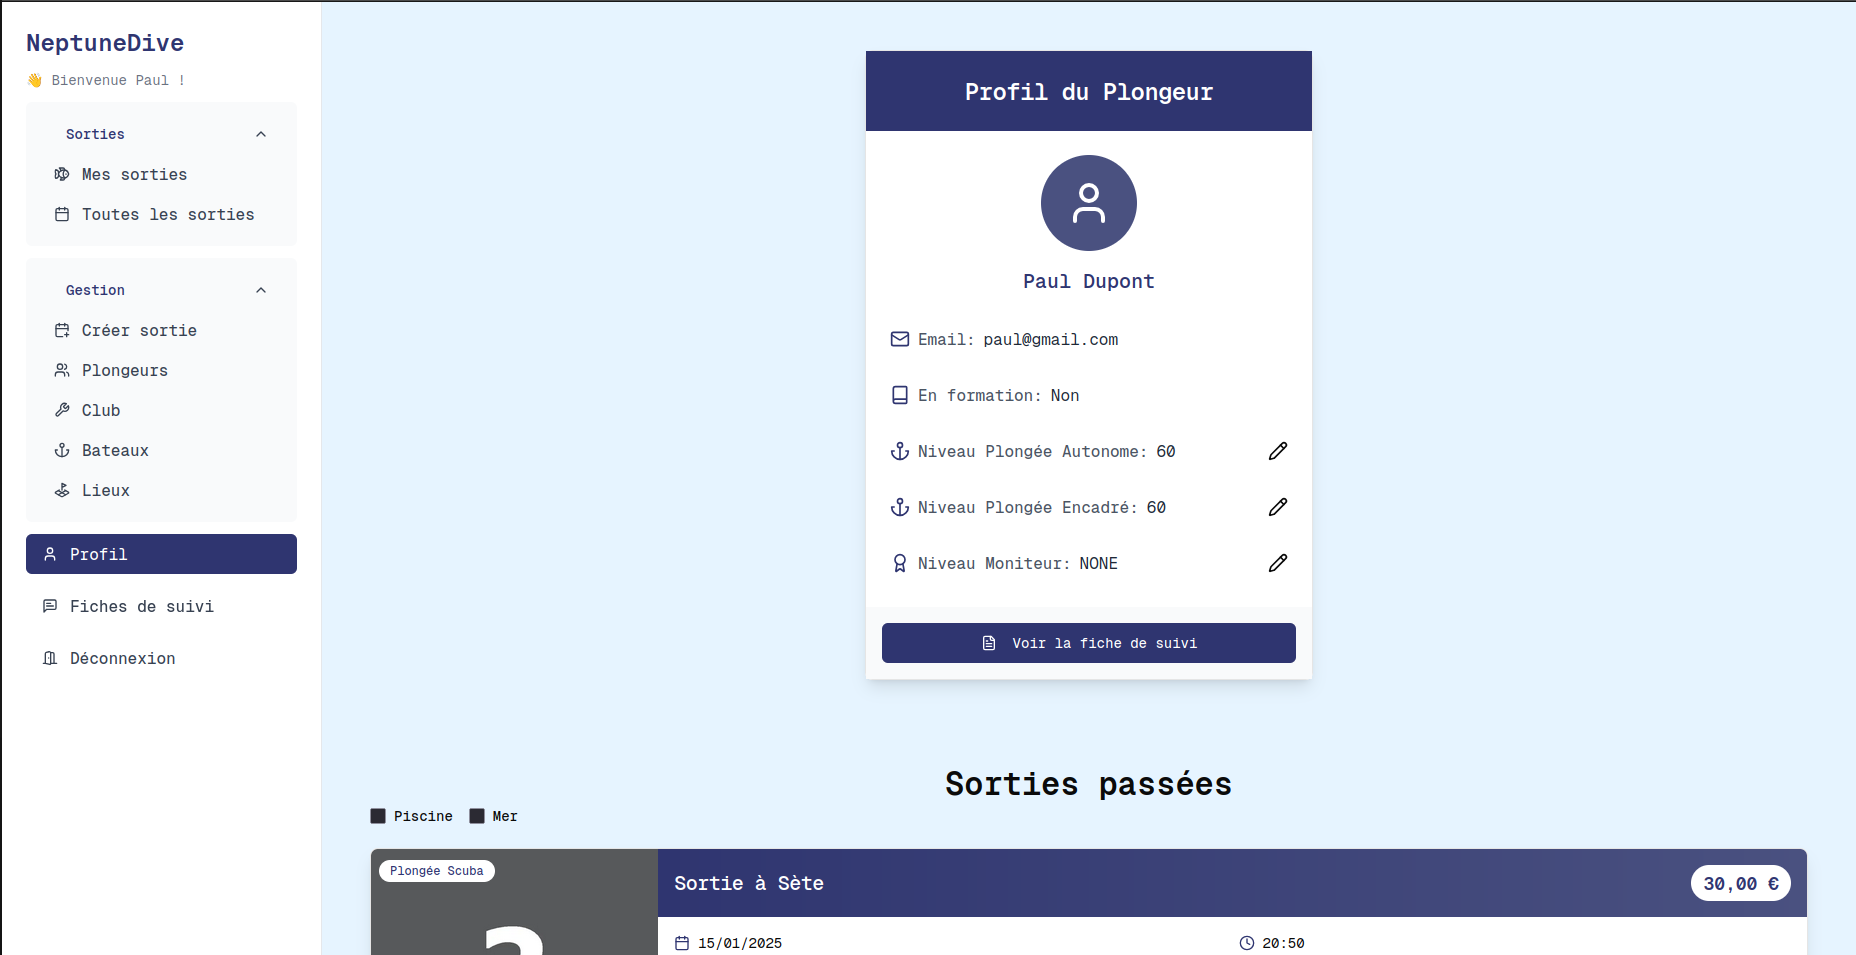 NeptuneDive
👋 Bienvenue Paul !
Sorties
Mes sorties
Toutes les sorties
Gestion
Créer sortie
Plongeurs
Club
Bateaux
Lieux
Profil
Fiches de suivi
Déconnexion
Profil du Plongeur
Paul Dupont
Email: paul@gmail.com
En formation: Non
Niveau Plongée Autonome: 60
Niveau Plongée Encadré: 60
Niveau Moniteur: NONE
Voir la fiche de suivi
Sorties passées
Piscine Mer
Plongée Scuba
Sortie à Sète 30,00 €
15/01/2025 20:50